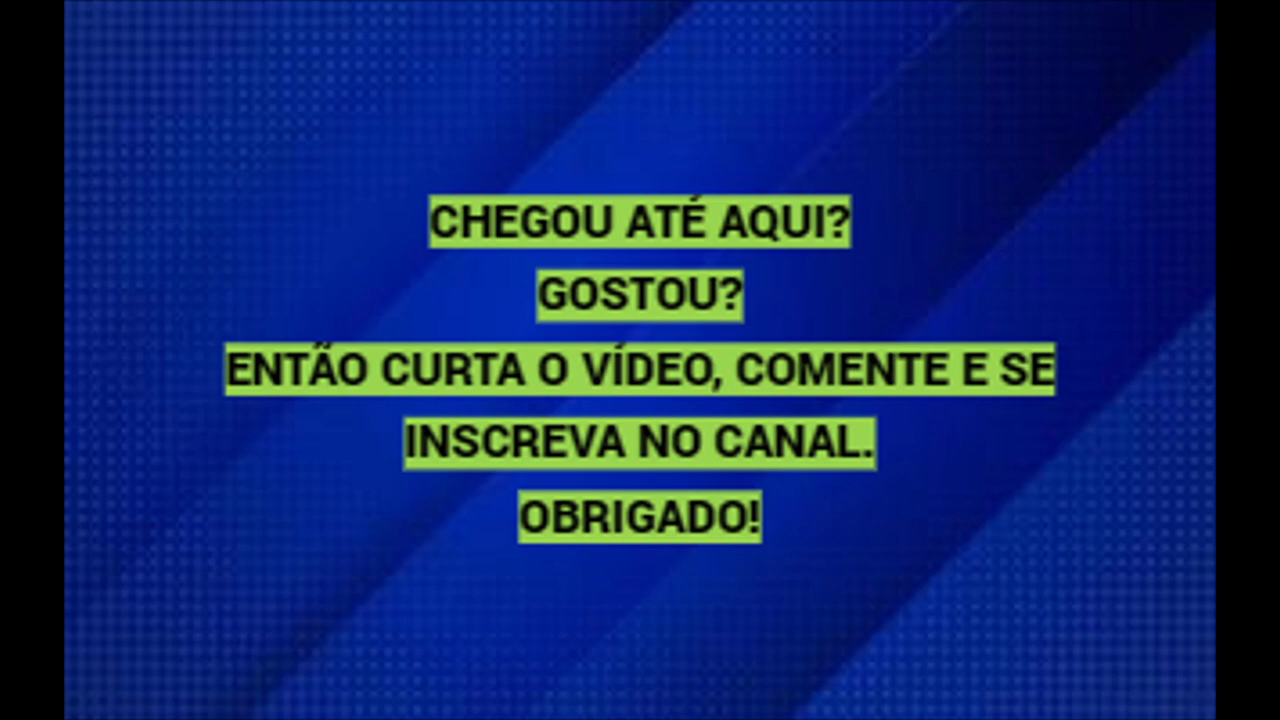 CHEGOU ATÉ AQUI?
GOSTOU?
ENTÃO CURTA O VÍDEO, COMENTE E SE
INSCREVA NO CANAL.
OBRIGADO!